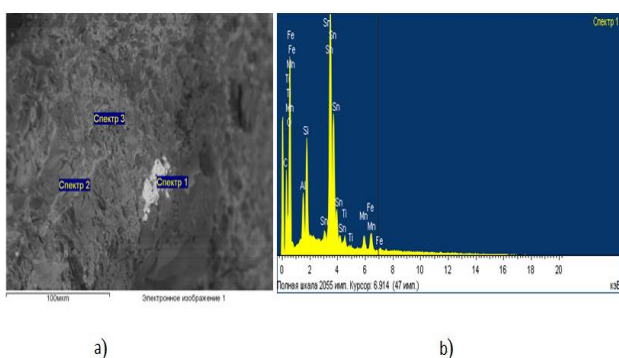 Спектр 3
Спектр 2
Спектр 1
100мкm
Электронное изображение 1
Спектр 1
Sn
Fe
Sn
Fe
Sn
Mn
Ti
Sn
Mn
Si
C
Al
Sn
Ti
Fe
Mn
Mn
Sn
Sn
Ti
Fe
0 2 4 6 8 10 12 14 16 18 20
Полная шкала 2055 имп. Курсор: 6.914 (47 имп.)
кэВ
a)
b)